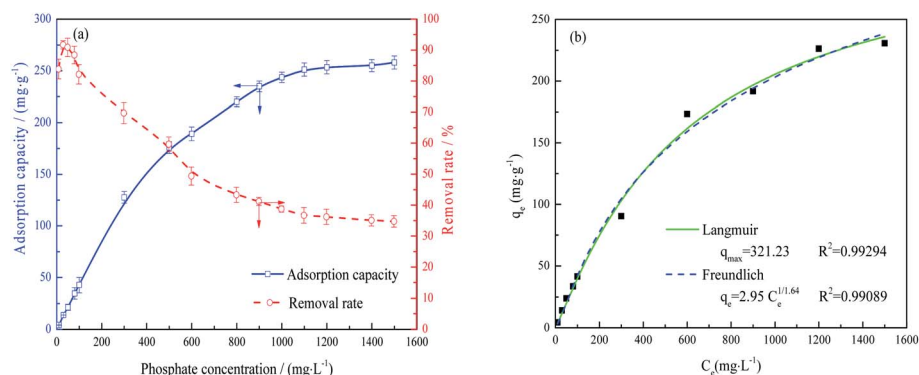 (a)
Adsorption capacity / (mg·g⁻¹)
300
250
200
150
100
50
0
100
90
80
70
60
50
40
30
20
10
0
Removal rate / %
Adsorption capacity
Removal rate
0 200 400 600 800 1000 1200 1400 1600
Phosphate concentration / (mg·L⁻¹)
(b)
qₑ (mg·g⁻¹)
250
200
150
100
50
0
Langmuir
qₘₐₓ=321.23 R²=0.99294
Freundlich
qₑ=2.95 Cₑ^1/1.64 R²=0.99089
0 200 400 600 800 1000 1200 1400 1600
Cₑ(mg·L⁻¹)